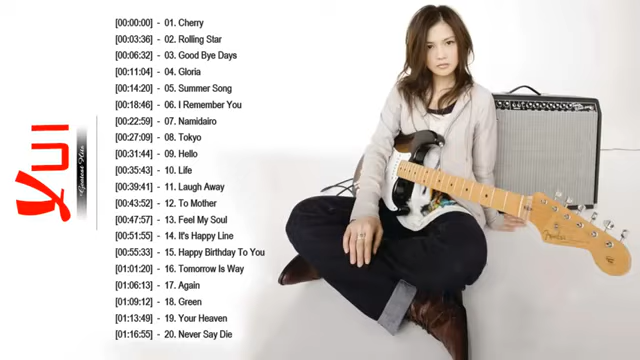 YUI
Greatest Hits
[00:00:00] - 01. Cherry
[00:03:36] - 02. Rolling Star
[00:06:32] - 03. Good Bye Days
[00:11:04] - 04. Gloria
[00:14:20] - 05. Summer Song
[00:18:46] - 06. I Remember You
[00:22:59] - 07. Namidairo
[00:27:09] - 08. Tokyo
[00:31:44] - 09. Hello
[00:35:43] - 10. Life
[00:39:41] - 11. Laugh Away
[00:43:52] - 12. To Mother
[00:47:57] - 13. Feel My Soul
[00:51:55] - 14. It's Happy Line
[00:55:33] - 15. Happy Birthday To You
[01:01:20] - 16. Tomorrow Is Way
[01:06:13] - 17. Again
[01:09:12] - 18. Green
[01:13:49] - 19. Your Heaven
[01:16:55] - 20. Never Say Die
Fender